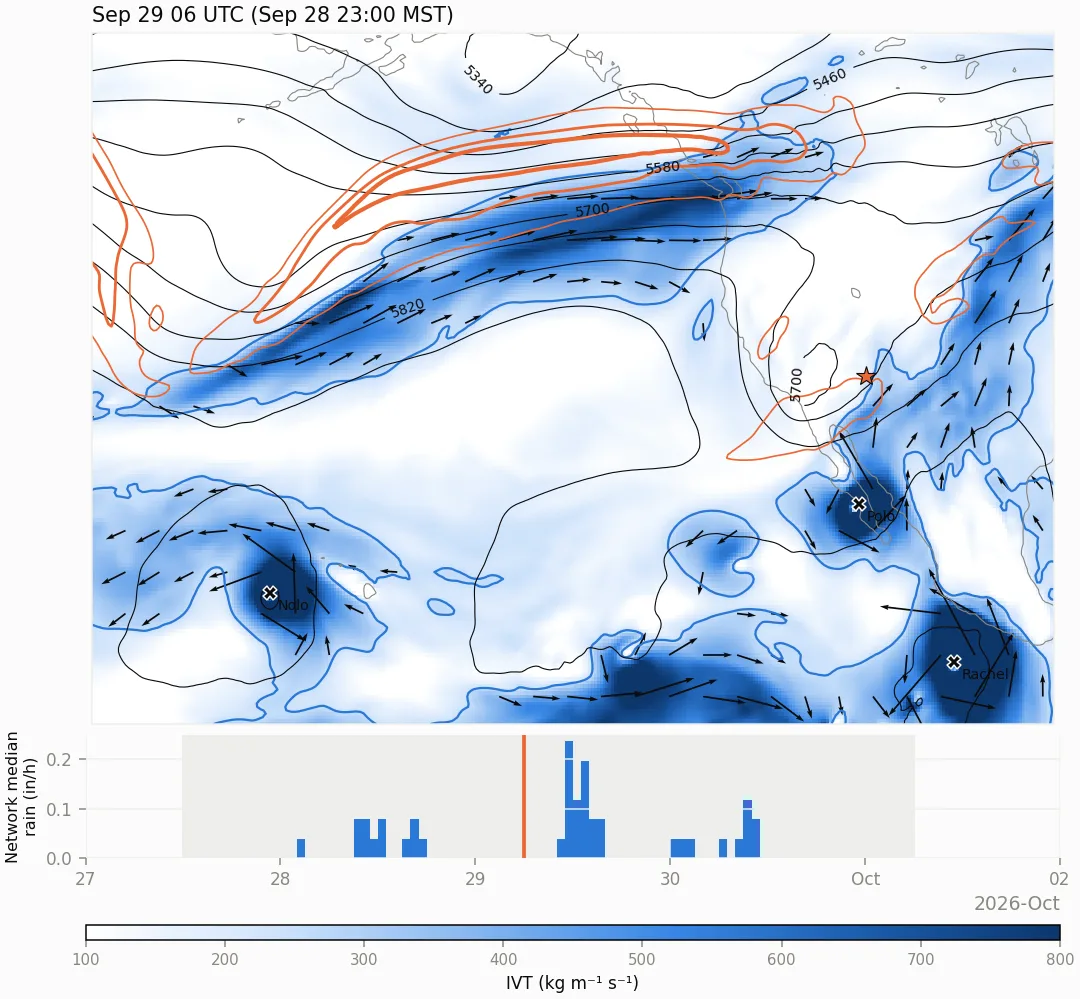 Sep 29 06 UTC (Sep 28 23:00 MST)
5340
5460
5580
5700
5820
5700
Polo
Nolo
Rachel
Network median
rain (in/h)
0.2
0.1
0.0
27
28
29
30
Oct
02
2026-Oct
100
200
300
400
500
600
700
800
IVT (kg m⁻¹ s⁻¹)